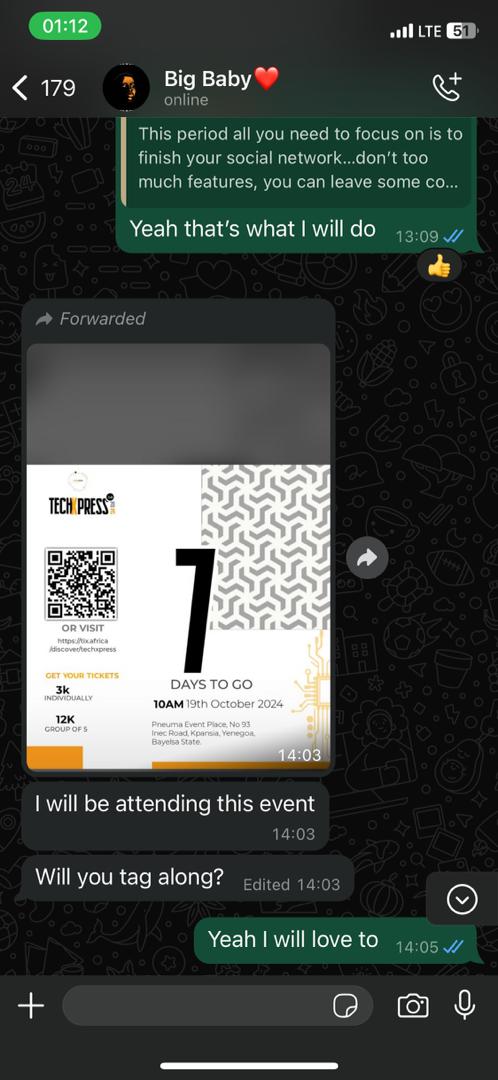 01:12
LTE 51
179
Big Baby❤️
online
This period all you need to focus on is to
finish your social network...don't too
much features, you can leave some co...
Yeah that's what I will do 13:09
👍
Forwarded
TECHXPRESS
OR VISIT
https://tix.africa
/discover/techxpress
GET YOUR TICKETS
3k
INDIVIDUALLY
12K
GROUP OF 5
7
DAYS TO GO
10AM 19th October 2024
Pneuma Event Place, No 93
Inec Road, Kpansia, Yenegoa,
Bayelsa State.
14:03
I will be attending this event
14:03
Will you tag along? Edited 14:03
Yeah I will love to 14:05